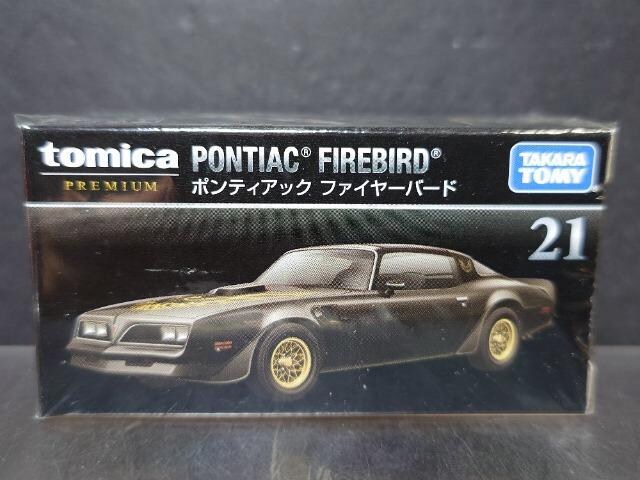 tomica
PREMIUM
PONTIAC® FIREBIRD®
ポンティアック ファイヤーバード
TAKARA
TOMY
21